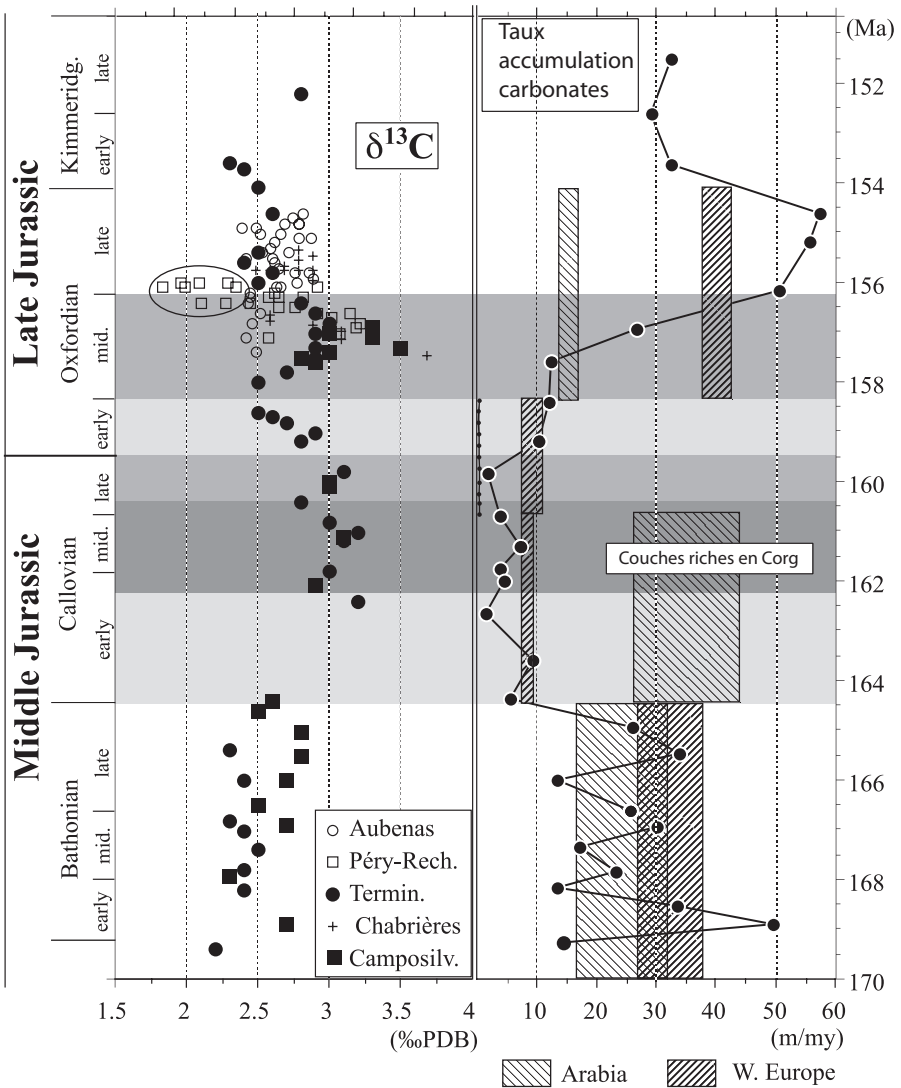 Taux
accumulation
carbonates
(Ma)
δ13C
Late Jurassic
Middle Jurassic
Kimmeridg.
late
early
Oxfordian
late
mid.
early
Callovian
late
mid.
early
Bathonian
late
mid.
early
152
154
156
158
160
162
164
166
168
170
Couches riches en Corg
Aubenas
Péry-Rech.
Termin.
Chabrières
Camposilv.
1.5 2 2.5 3 3.5 4
(‰PDB)
10 20 30 40 50 60
(m/my)
Arabia
W. Europe